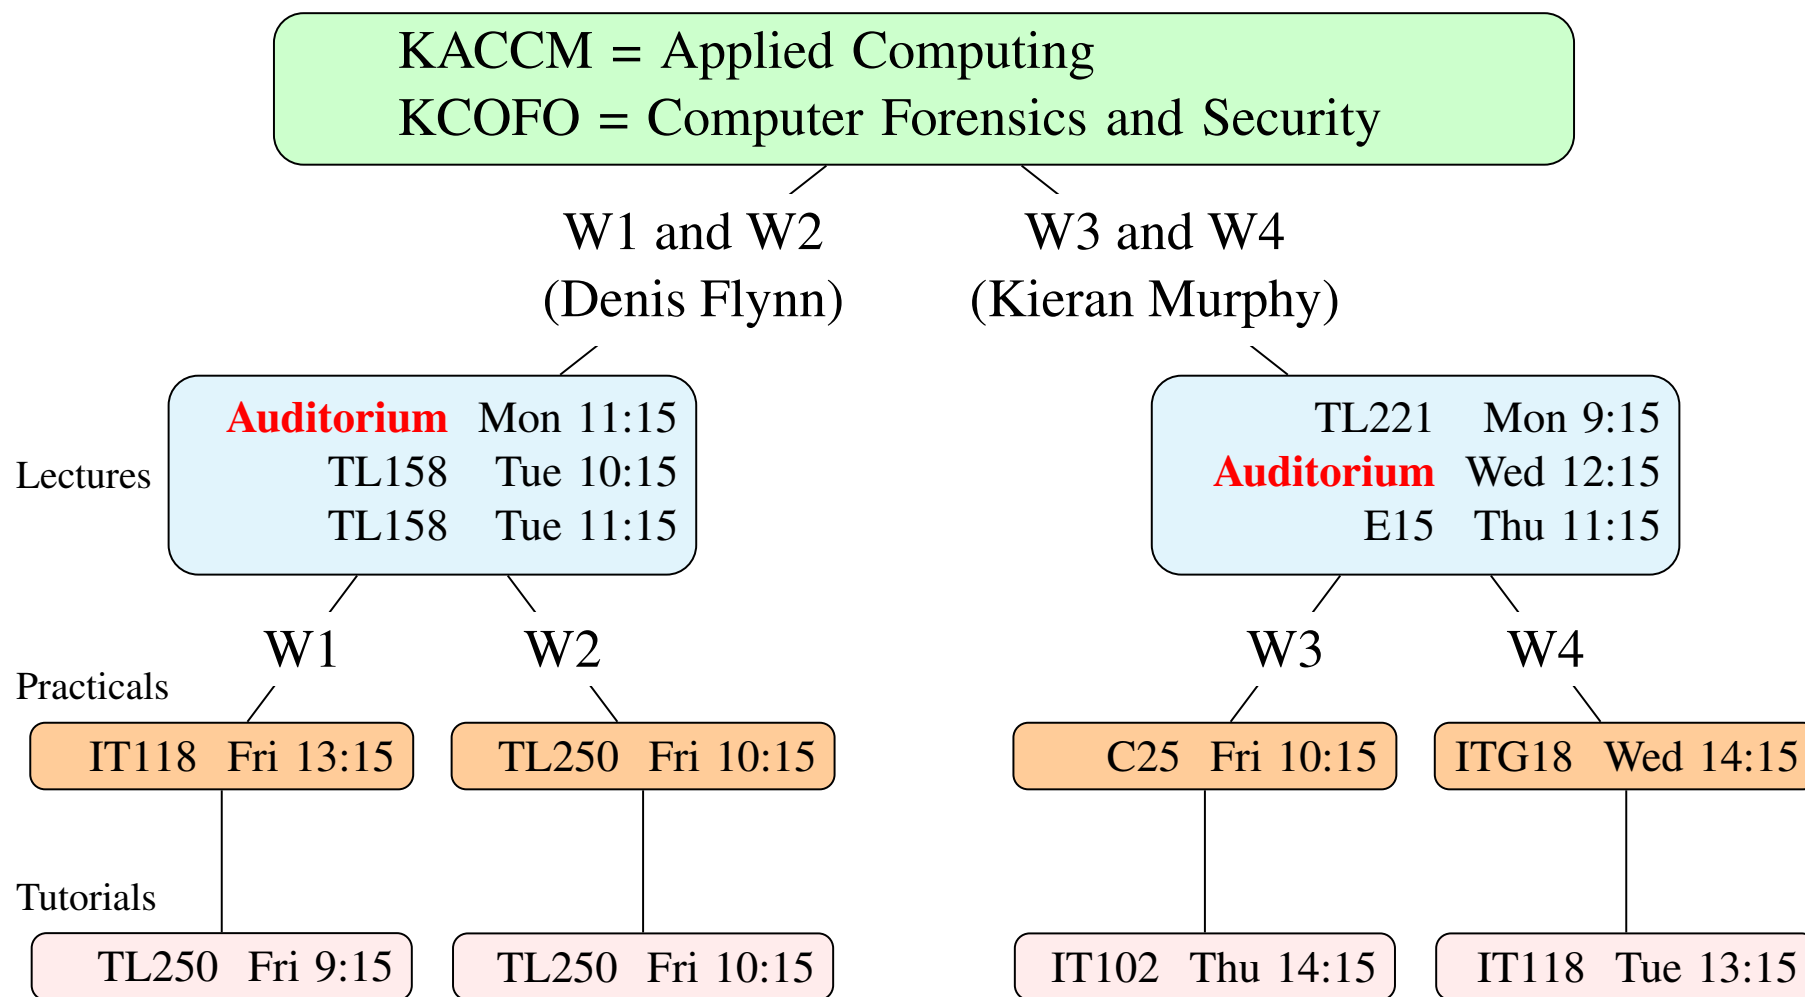 KACCM = Applied Computing
KCOFO = Computer Forensics and Security
W1 and W2
(Denis Flynn)
W3 and W4
(Kieran Murphy)
Lectures
Auditorium Mon 11:15
TL158 Tue 10:15
TL158 Tue 11:15
TL221 Mon 9:15
Auditorium Wed 12:15
E15 Thu 11:15
W1
W2
W3
W4
Practicals
IT118 Fri 13:15
TL250 Fri 10:15
C25 Fri 10:15
ITG18 Wed 14:15
Tutorials
TL250 Fri 9:15
TL250 Fri 10:15
IT102 Thu 14:15
IT118 Tue 13:15